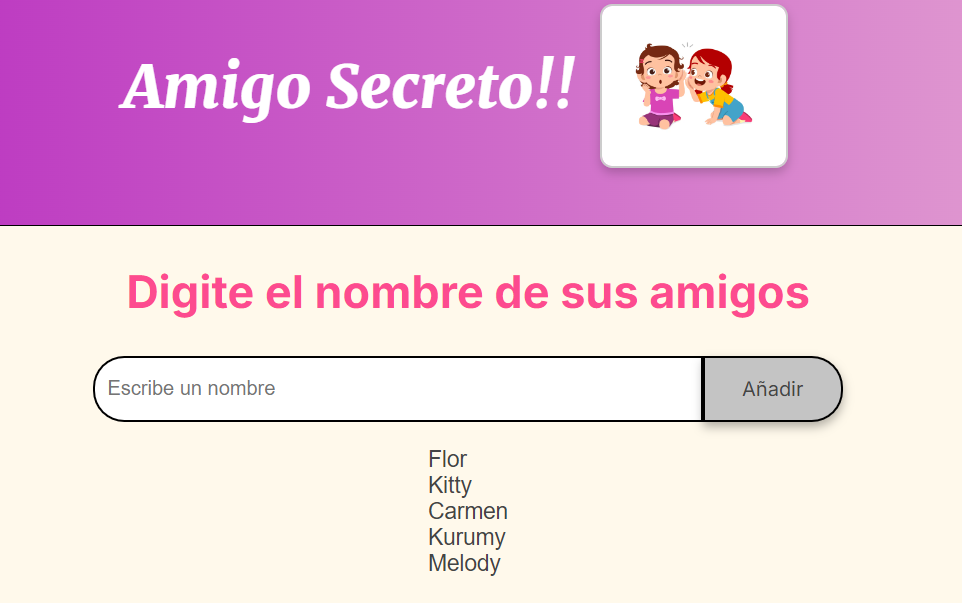 Amigo Secreto!!
Digite el nombre de sus amigos
Escribe un nombre
Añadir
Flor
Kitty
Carmen
Kurumy
Melody